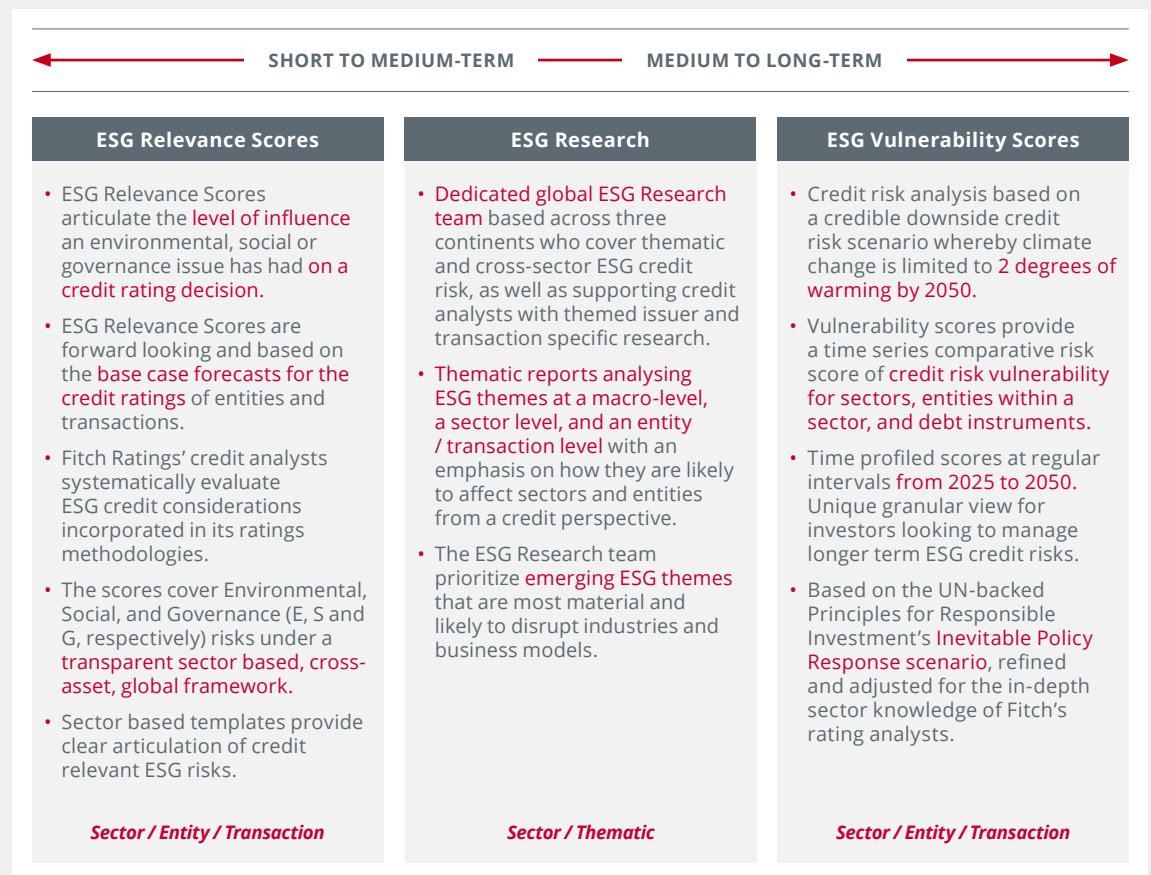 SHORT TO MEDIUM-TERM
MEDIUM TO LONG-TERM
ESG Relevance Scores
• ESG Relevance Scores
articulate the level of influence
an environmental, social or
governance issue has had on a
credit rating decision.
• ESG Relevance Scores are
forward looking and based on
the base case forecasts for the
credit ratings of entities and
transactions.
• Fitch Ratings’ credit analysts
systematically evaluate
ESG credit considerations
incorporated in its ratings
methodologies.
• The scores cover Environmental,
Social, and Governance (E, S and
G, respectively) risks under a
transparent sector based, cross-
asset, global framework.
• Sector based templates provide
clear articulation of credit
relevant ESG risks.
Sector / Entity / Transaction
ESG Research
• Dedicated global ESG Research
team based across three
continents who cover thematic
and cross-sector ESG credit
risk, as well as supporting credit
analysts with themed issuer and
transaction specific research.
• Thematic reports analysing
ESG themes at a macro-level,
a sector level, and an entity
/ transaction level with an
emphasis on how they are likely
to affect sectors and entities
from a credit perspective.
• The ESG Research team
prioritize emerging ESG themes
that are most material and
likely to disrupt industries and
business models.
Sector / Thematic
ESG Vulnerability Scores
• Credit risk analysis based on
a credible downside credit
risk scenario whereby climate
change is limited to 2 degrees of
warming by 2050.
• Vulnerability scores provide
a time series comparative risk
score of credit risk vulnerability
for sectors, entities within a
sector, and debt instruments.
• Time profiled scores at regular
intervals from 2025 to 2050.
Unique granular view for
investors looking to manage
longer term ESG credit risks.
• Based on the UN-backed
Principles for Responsible
Investment’s Inevitable Policy
Response scenario, refined
and adjusted for the in-depth
sector knowledge of Fitch’s
rating analysts.
Sector / Entity / Transaction